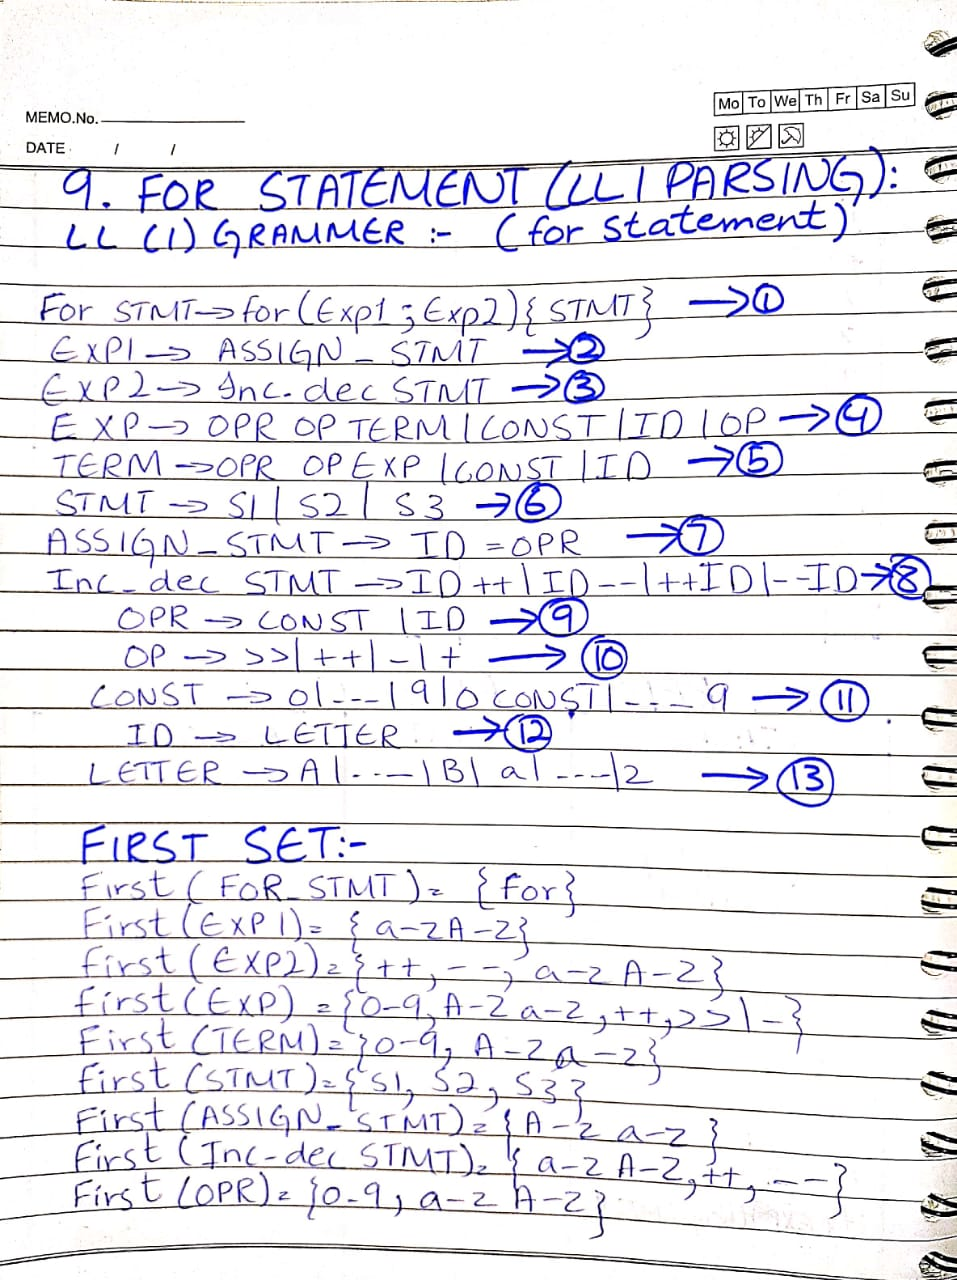 Mo To We Th Fr Sa Su
MEMO.No.
DATE / /
9. FOR STATEMENT (LL1 PARSING):
LL (1) GRAMMER :- (for statement)
For STMT→for(Exp1;Exp2){STMT} →①
EXP1→ ASSIGN_STMT →②
EXP2→ Inc.dec STMT →③
EXP→ OPR OP TERM|CONST|ID|OP →④
TERM→OPR OP EXP|CONST|ID →⑤
STMT→ S1|S2|S3 →⑥
ASSIGN_STMT→ ID=OPR →⑦
Inc_dec STMT→ID++|ID--|++ID|--ID→⑧
OPR→ CONST|ID →⑨
OP→ >>|++|-|+ →⑩
CONST→ 0|---|9|0 CONST|---9 →⑪
ID→ LETTER →⑫
LETTER→A|---|B|a|---|z →⑬
FIRST SET:-
First(FOR_STMT)= {for}
First(EXP1)= {a-zA-Z}
First(EXP2)={++,--, a-z A-Z}
First(EXP)={0-9,A-Z a-z,++,>>|-}
First(TERM)={0-9, A-Z a-z}
First(STMT)={S1, S2, S3}
First(ASSIGN_STMT)={A-Z a-z}
First(Inc-dec STMT)={a-z A-Z,++,--}
First(OPR)={0-9, a-z A-Z}